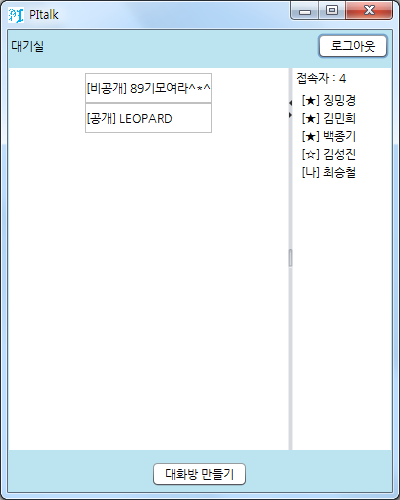 PItalk
대기실
로그아웃
[비공개] 89기모여라^*^
[공개] LEOPARD
접속자 : 4
[★] 징밍경
[★] 김민희
[★] 백종기
[☆] 김성진
[나] 최승철
대화방 만들기